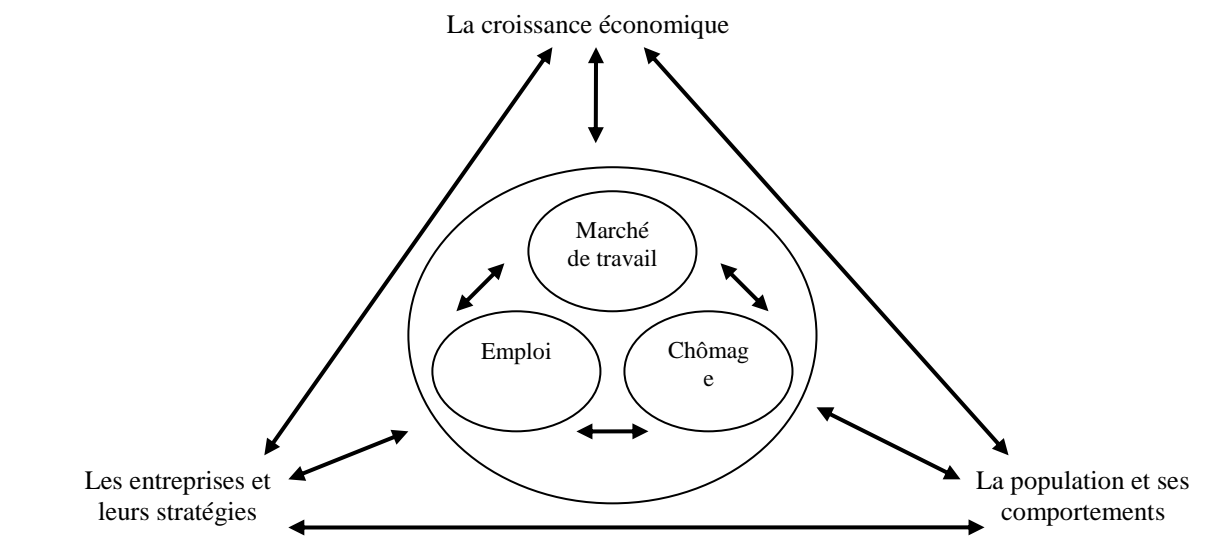 La croissance économique
Marché
de travail
Emploi
Chômag
e
Les entreprises et
leurs stratégies
La population et ses
comportements